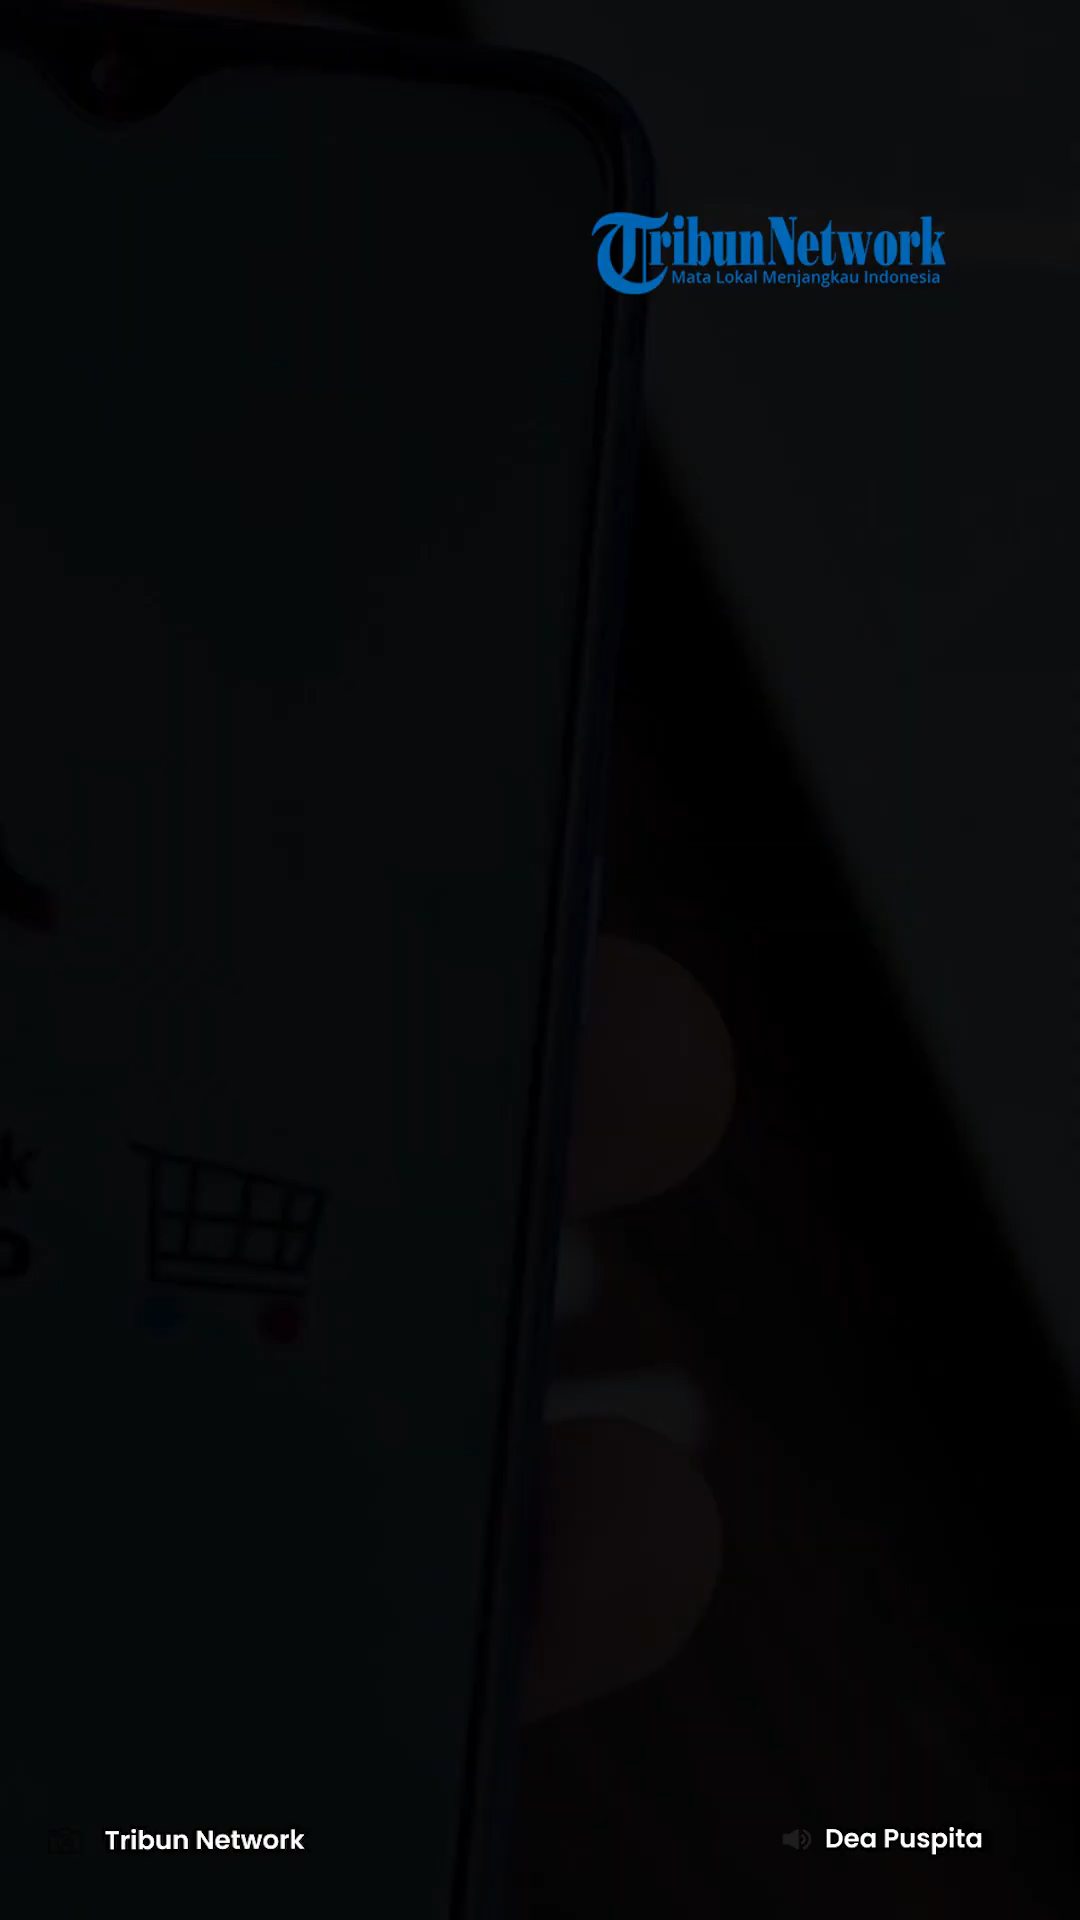 TribunNetwork
Mata Lokal Menjangkau Indonesia
Tribun Network
Dea Puspita